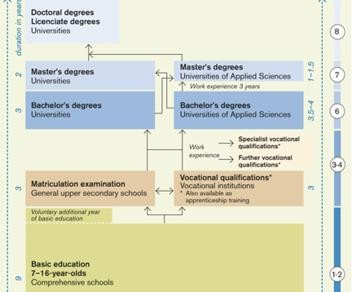 duration in years
Doctoral degrees
Licenciate degrees
Universities
8
2
Master's degrees
Universities
Master's degrees
Universities of Applied Sciences
1–1.5
7
Work experience 3 years
3
Bachelor's degrees
Universities
Bachelor's degrees
Universities of Applied Sciences
3.5–4
6
Work
experience
Specialist vocational
qualifications*
Further vocational
qualifications*
3-4
3
Matriculation examination
General upper secondary schools
Vocational qualifications*
Vocational institutions
* Also available as
apprenticeship training
3
Voluntary additional year
of basic education
9
Basic education
7–16-year-olds
Comprehensive schools
1-2